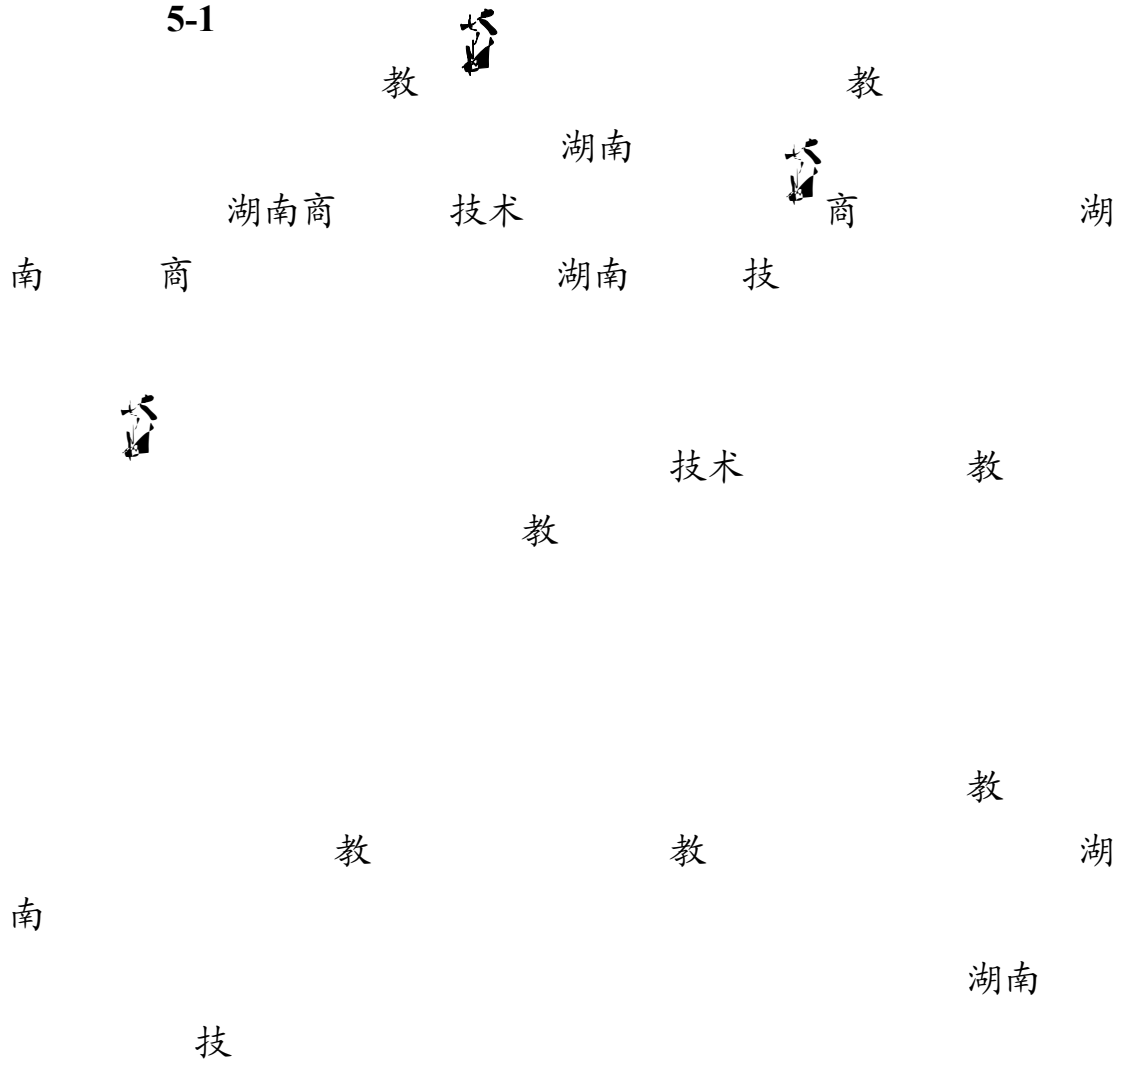 5-1
教 教
湖南
湖南商 技术 商 湖
南 商 湖南 技
技术 教
教
教
教 教 湖
南
湖南
技